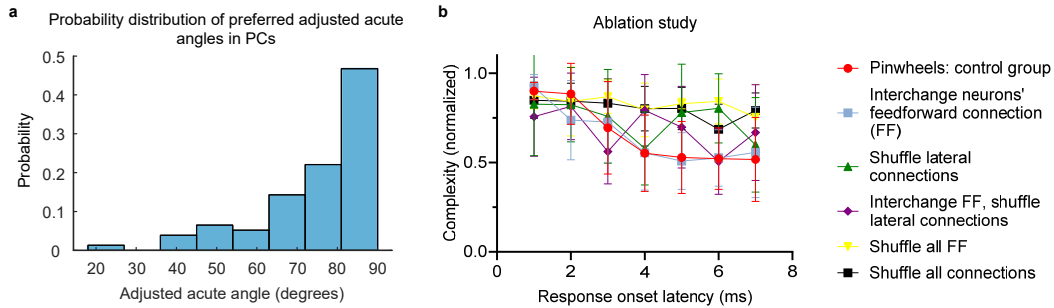 a
Probability distribution of preferred adjusted acute
angles in PCs
Probability
0.5
0.4
0.3
0.2
0.1
0
20 30 40 50 60 70 80 90
Adjusted acute angle (degrees)
b
Ablation study
Complexity (normalized)
1.0
0.5
0.0
0 2 4 6 8
Response onset latency (ms)
Pinwheels: control group
Interchange neurons'
feedforward connection
(FF)
Shuffle lateral
connections
Interchange FF, shuffle
lateral connections
Shuffle all FF
Shuffle all connections